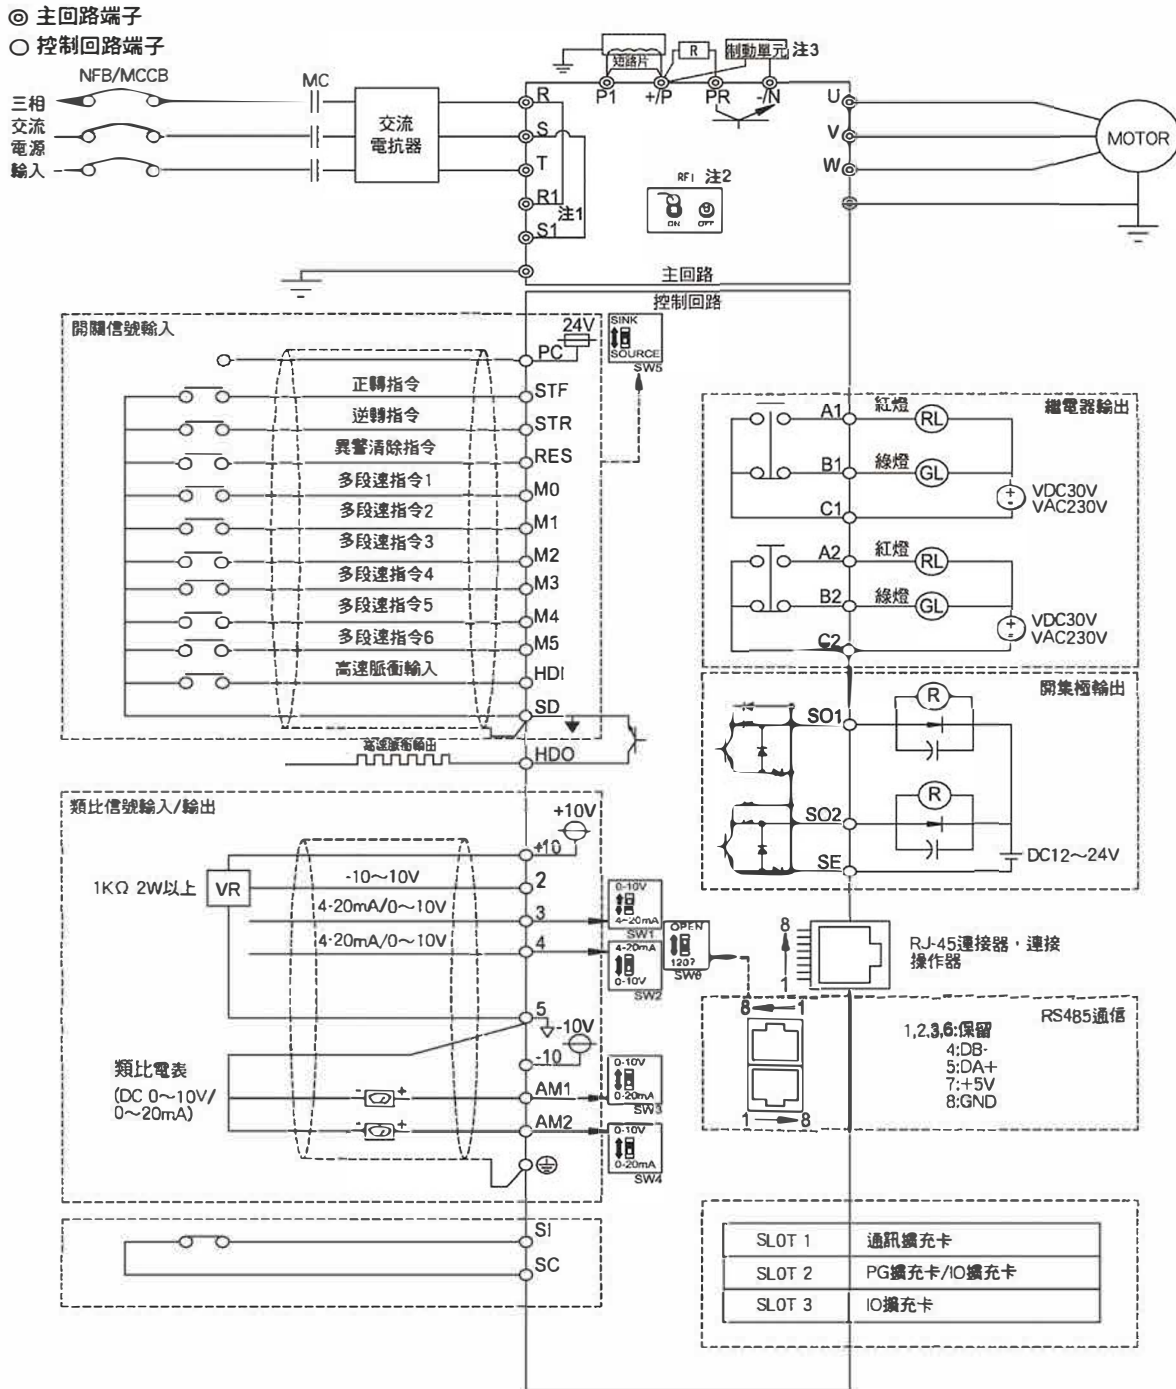 ◎ 主回路端子
○ 控制回路端子
NFB/MCCB
MC
三相
交流
電源
輸入
交流
電抗器
短路片
R
制動單元 注3
P1
+/P
PR
-/N
R
S
T
R1
S1
注1
RF1 注2
ON
OFF
U
V
W
MOTOR
主回路
控制回路
開關信號輸入
24V
PC
SINK
SOURCE
SW5
正轉指令
STF
逆轉指令
STR
異警清除指令
RES
多段速指令1
M0
多段速指令2
M1
多段速指令3
M2
多段速指令4
M3
多段速指令5
M4
多段速指令6
M5
高速脈衝輸入
HDI
SD
高速脈衝輸出
HDO
繼電器輸出
A1
紅燈
RL
B1
綠燈
GL
C1
+
-
VDC30V
VAC230V
A2
紅燈
RL
B2
綠燈
GL
C2
+
-
VDC30V
VAC230V
開集極輸出
R
SO1
R
SO2
SE
DC12～24V
類比信號輸入/輸出
+10V
+10
1KΩ 2W以上
VR
-10～10V
2
4-20mA/0～10V
3
4-20mA/0～10V
4
5
-10V
-10
0-10V
4~20mA
SW1
4-20mA
0-10V
SW2
OPEN
120?
SW6
類比電表
(DC 0～10V/
0～20mA)
- +
AM1
- +
AM2
0-10V
0-20mA
SW3
0-10V
0-20mA
SW4
8
1
RJ-45連接器，連接
操作器
8
1
RS485通信
1,2,3,6:保留
4:DB-
5:DA+
7:+5V
8:GND
1
8
S1
SC
SLOT 1 通訊擴充卡
SLOT 2 PG擴充卡/IO擴充卡
SLOT 3 IO擴充卡